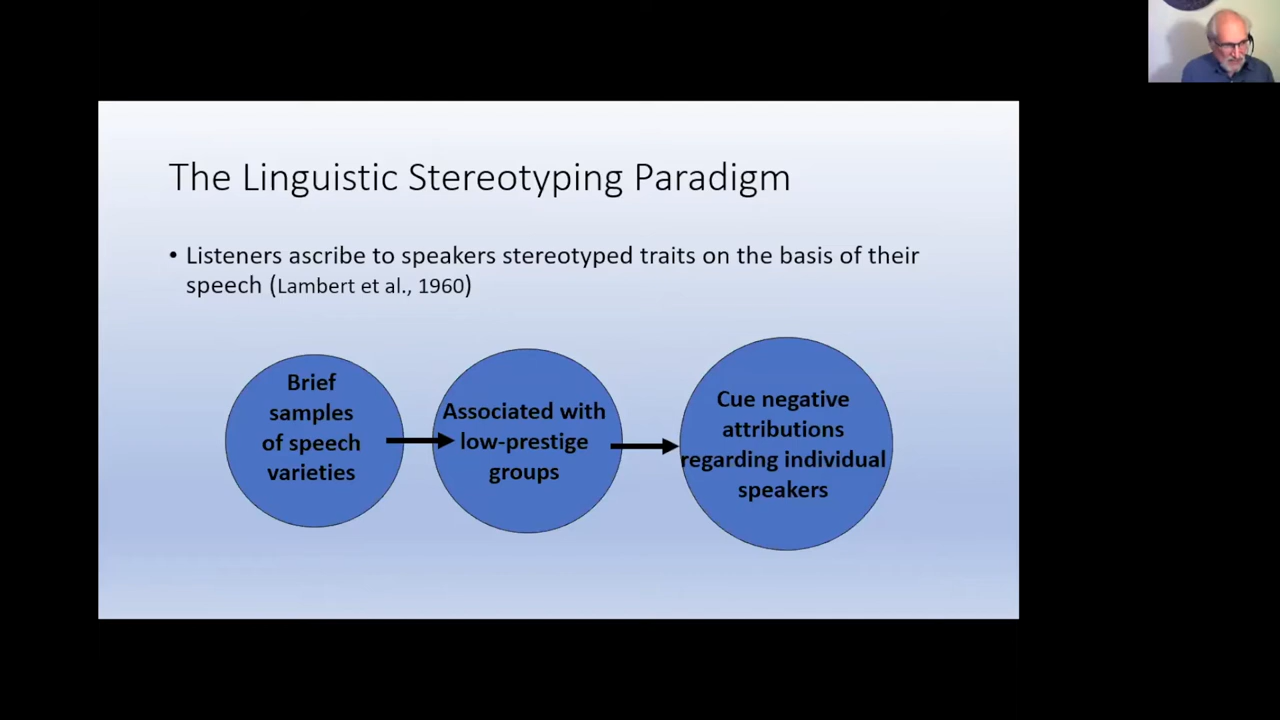 The Linguistic Stereotyping Paradigm
• Listeners ascribe to speakers stereotyped traits on the basis of their
speech (Lambert et al., 1960)
Brief
samples
of speech
varieties
Associated with
low-prestige
groups
Cue negative
attributions
regarding individual
speakers